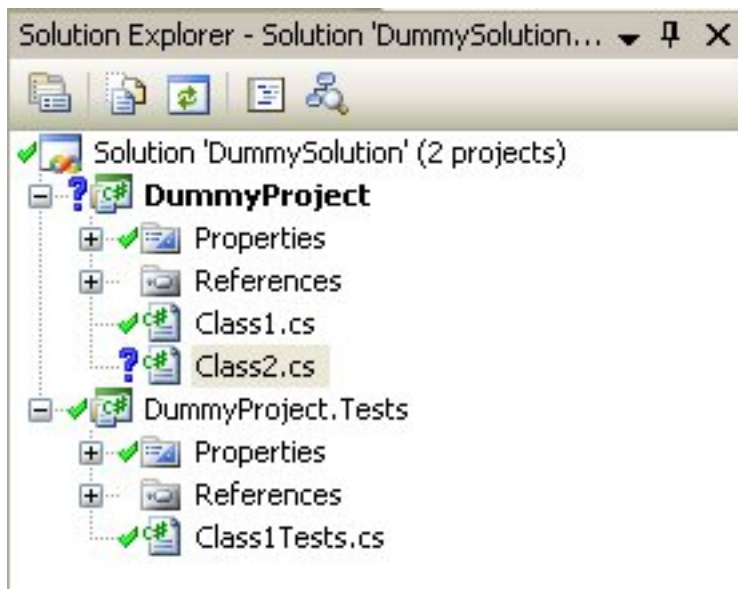 Solution Explorer - Solution 'DummySolution...
Solution 'DummySolution' (2 projects)
DummyProject
Properties
References
Class1.cs
Class2.cs
DummyProject.Tests
Properties
References
Class1Tests.cs